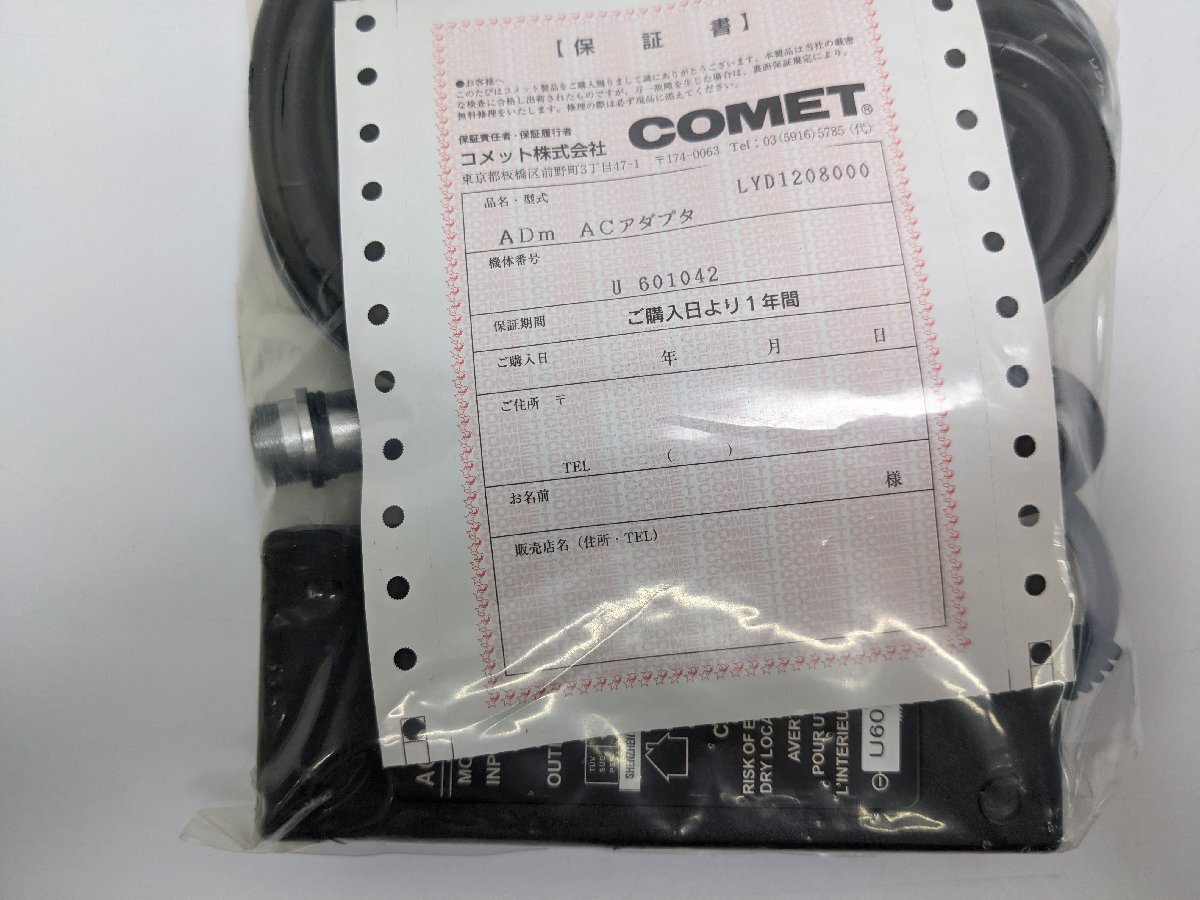 【保証書】
●お客様へ
このたびはコメット製品をご購入賜りまして誠にありがとうございます。本製品は当社の厳密
な検査に合格し出荷されたものですが、万一故障を生じた場合は、裏面保証規定により、
無料修理をいたします。修理の際は必ず現品に添えてください。
保証責任者・保証履行者
COMET®
コメット株式会社
東京都板橋区前野町3丁目47-1 〒174-0063 Tel:03(5916)5785(代)
品名・型式
LYD1208000
ADm ACアダプタ
機体番号
U 601042
保証期間 ご購入日より1年間
ご購入日 年 月 日
ご住所 〒
TEL ( )
お名前 様
販売店名(住所・TEL)
INP
OUT
TÜV
SÜD
SHENZHEN
RISK OF E
DRY LOCA
AVER
POUR U
L'INTERIEU
U60